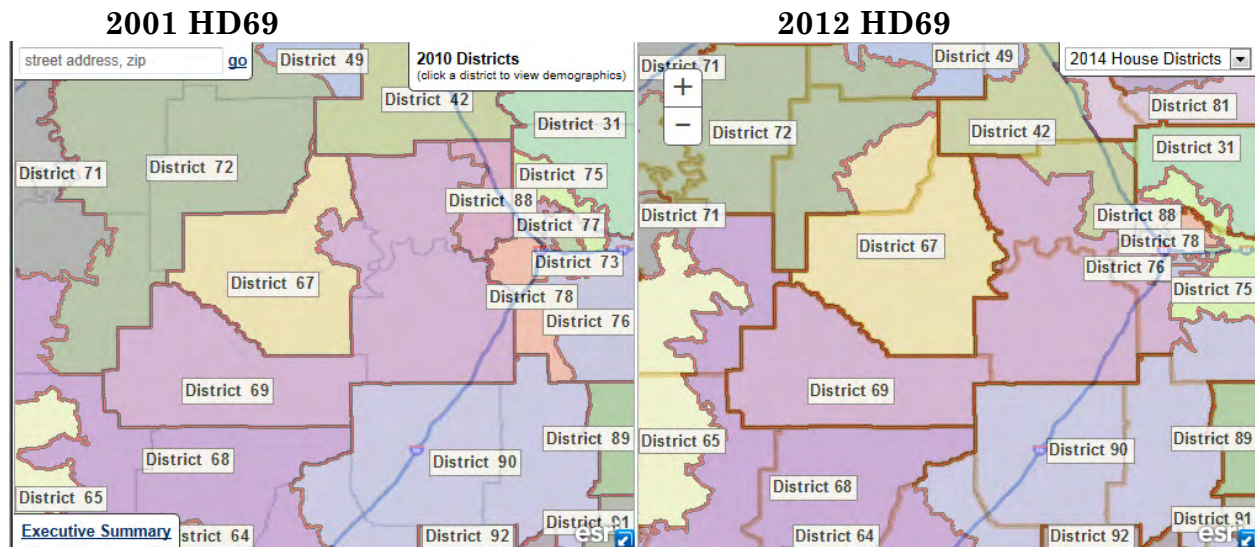 2001 HD69
2012 HD69
street address, zip
go
2010 Districts
(click a district to view demographics)
District 49
District 42
District 31
District 71
District 72
District 75
District 88
District 77
District 73
District 67
District 78
District 76
District 69
District 89
District 68
District 90
District 65
District 91
Executive Summary
strict 64
District 92
esri
2014 House Districts
District 71
District 49
+
−
District 81
District 72
District 42
District 31
District 71
District 88
District 67
District 78
District 76
District 75
District 69
District 65
District 89
District 90
District 68
District 91
District 64
District 92
esri